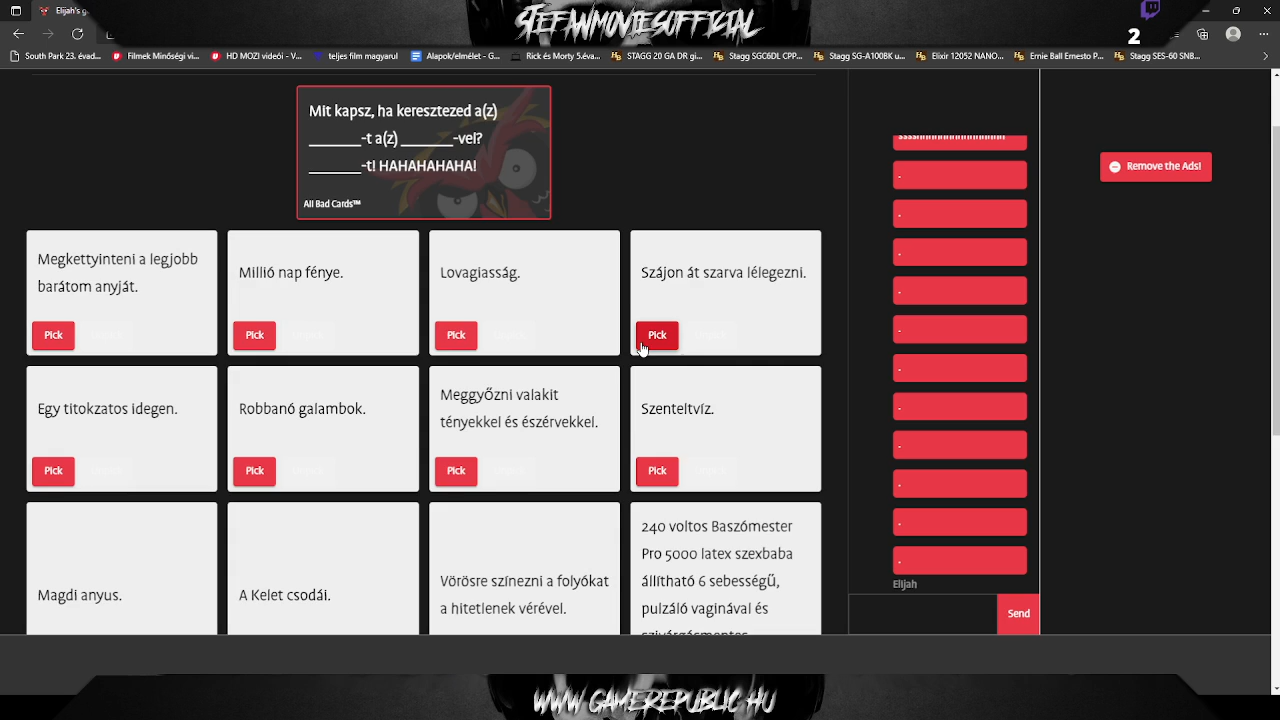 Elijah's g
STEFANMOVIESOFFICIAL
2
South Park 23. évad...
Filmek Minőségi vi...
HD MOZI videói - V...
teljes film magyarul
Alapok/elmélet - G...
Rick és Morty 5.éva...
STAGG 20 GA DR gi...
Stagg SGC6DL CPP...
Stagg SG-A100BK u...
Elixir 12052 NANO...
Ernie Ball Ernesto P...
Stagg SES-60 SNB...
Mit kapsz, ha keresztezed a(z)
________-t a(z) ________-vel?
________-t! HAHAHAHAHA!
All Bad Cards™
Megkettyinteni a legjobb
barátom anyját.
Pick
Millió nap fénye.
Pick
Lovagiasság.
Pick
Szájon át szarva lélegezni.
Pick
Egy titokzatos idegen.
Pick
Robbanó galambok.
Pick
Meggyőzni valakit
tényekkel és észérvekkel.
Pick
Szenteltvíz.
Pick
Magdi anyus.
A Kelet csodái.
Vörösre színezni a folyókat
a hitetlenek vérével.
240 voltos Baszómester
Pro 5000 latex szexbaba
állítható 6 sebességű,
pulzáló vaginával és
szivárgásmentes
.
.
.
.
.
.
.
.
.
.
.
Elijah
Send
Remove the Ads!
WWW GAMEREPUBLIC HU